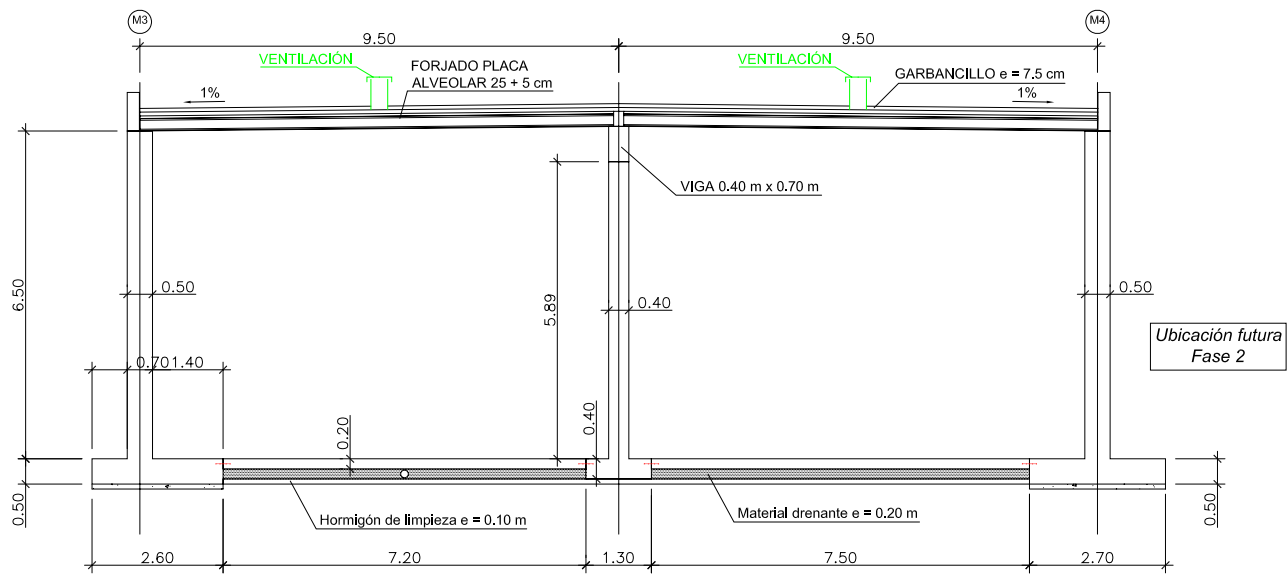 M3
M4
9.50
9.50
VENTILACIÓN
FORJADO PLACA
ALVEOLAR 25 + 5 cm
VENTILACIÓN
GARBANCILLO e = 7.5 cm
1%
1%
VIGA 0.40 m x 0.70 m
6.50
0.50
5.89
0.40
0.50
Ubicación futura
Fase 2
0.70
1.40
0.20
0.40
0.50
0.50
Hormigón de limpieza e = 0.10 m
Material drenante e = 0.20 m
2.60
7.20
1.30
7.50
2.70